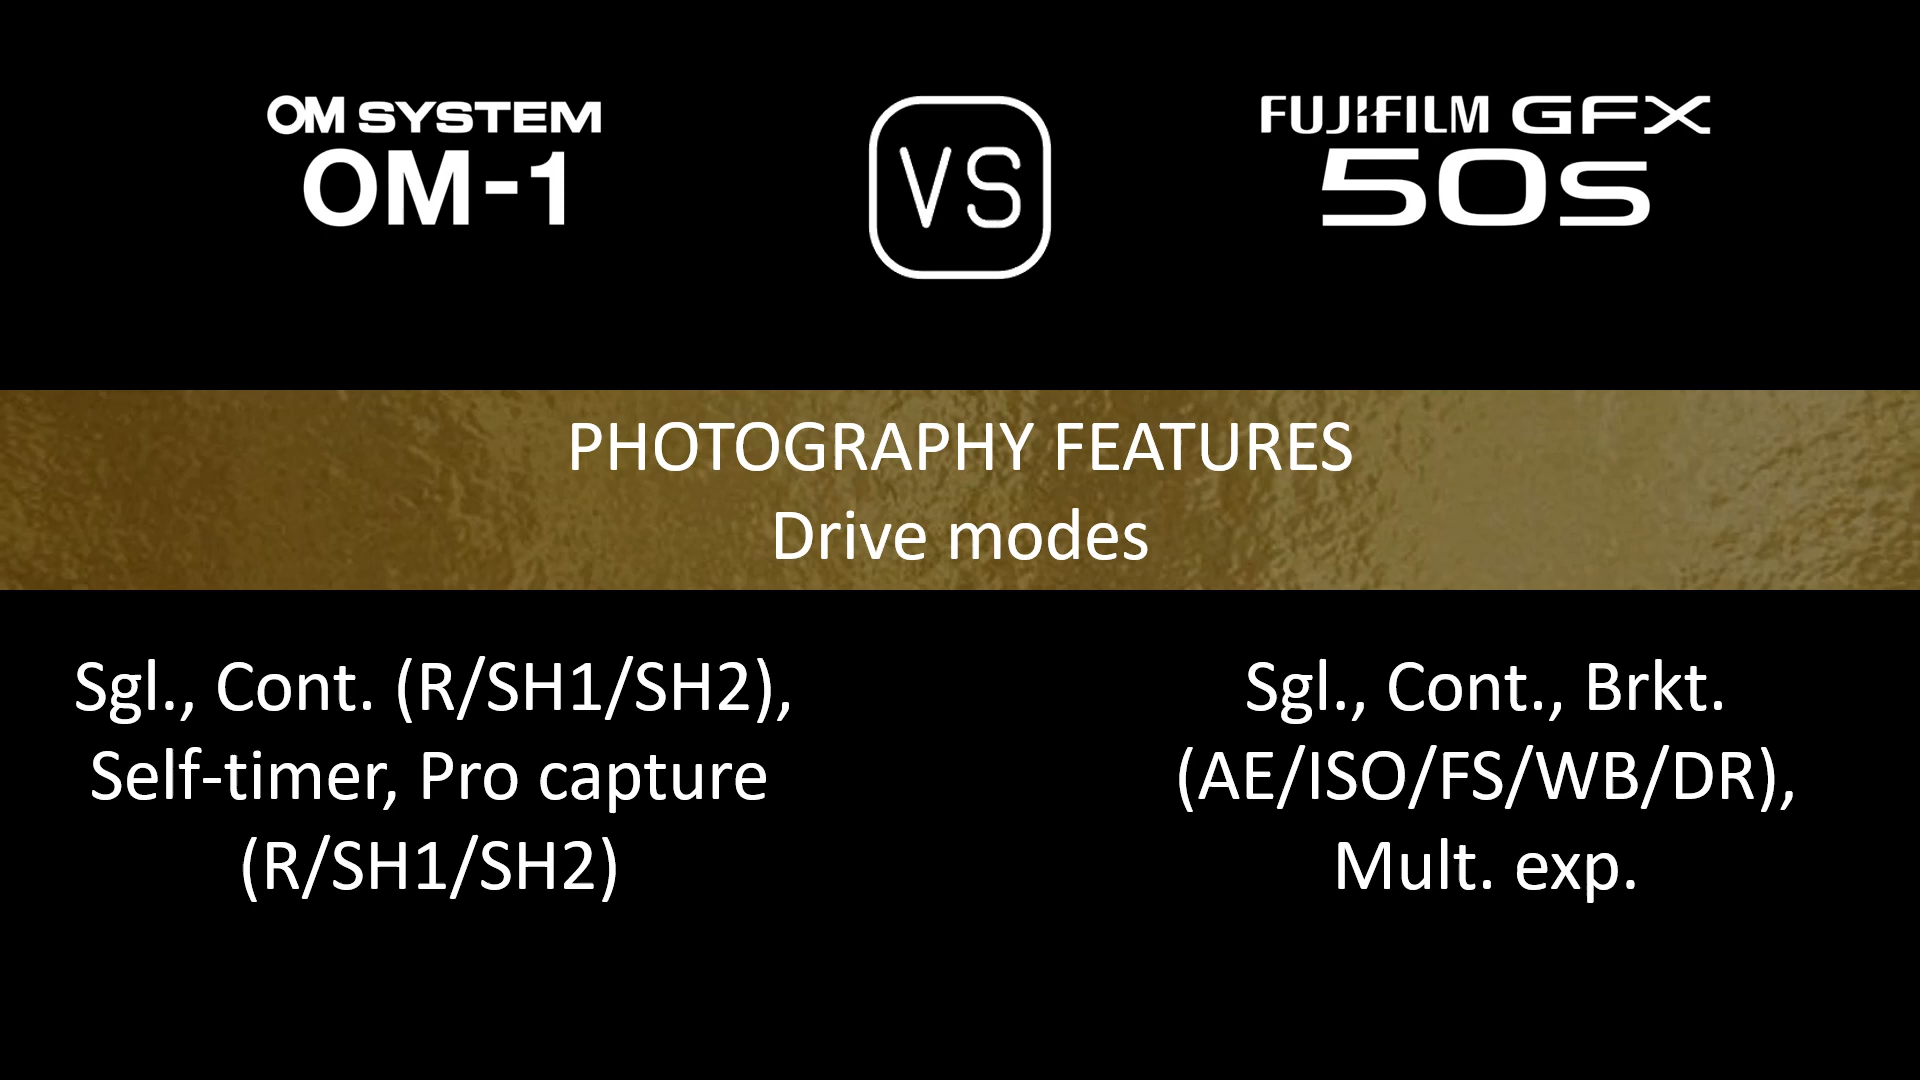 OM SYSTEM
OM-1
VS
FUJIFILM GFX
50s
PHOTOGRAPHY FEATURES
Drive modes
Sgl., Cont. (R/SH1/SH2),
Self-timer, Pro capture
(R/SH1/SH2)
Sgl., Cont., Brkt.
(AE/ISO/FS/WB/DR),
Mult. exp.